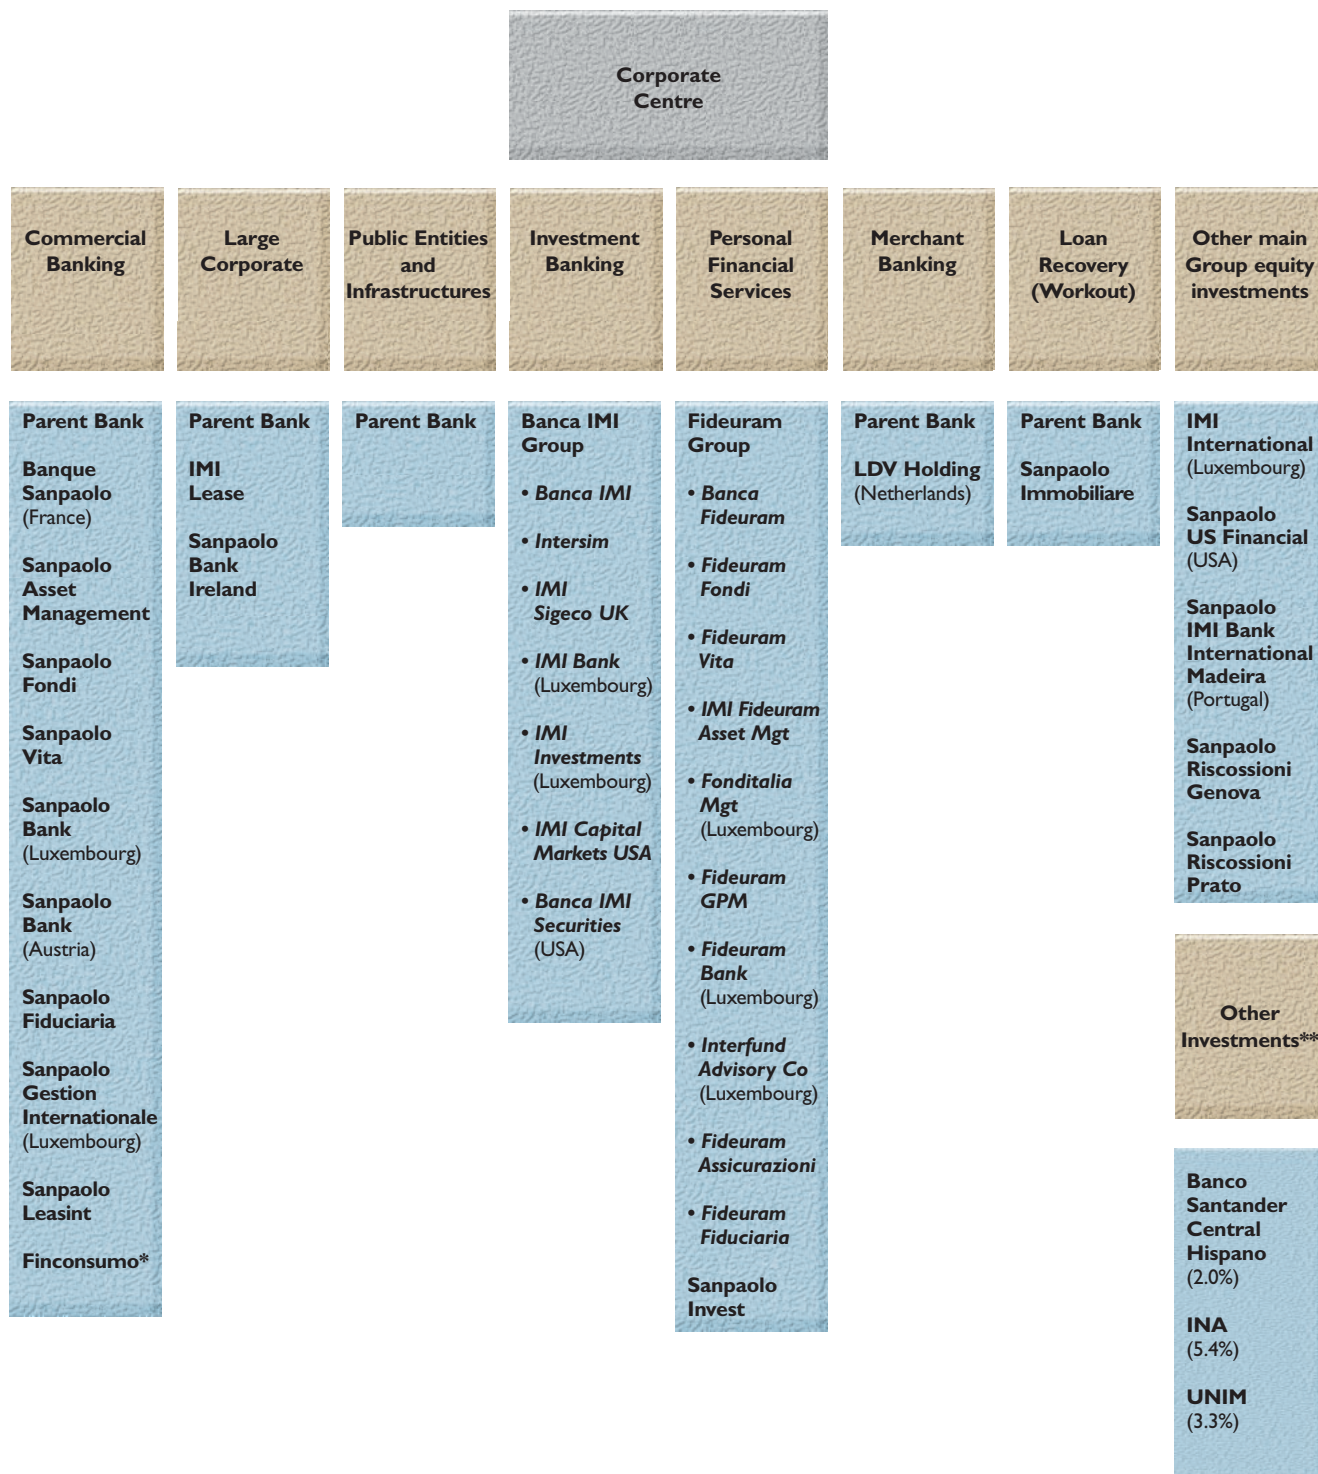 Corporate
Centre
Commercial
Banking
Large
Corporate
Public Entities
and
Infrastructures
Investment
Banking
Personal
Financial
Services
Merchant
Banking
Loan
Recovery
(Workout)
Other main
Group equity
investments
Parent Bank
Banque
Sanpaolo
(France)
Sanpaolo
Asset
Management
Sanpaolo
Fondi
Sanpaolo
Vita
Sanpaolo
Bank
(Luxembourg)
Sanpaolo
Bank
(Austria)
Sanpaolo
Fiduciaria
Sanpaolo
Gestion
Internationale
(Luxembourg)
Sanpaolo
Leasint
Finconsumo*
Parent Bank
IMI
Lease
Sanpaolo
Bank
Ireland
Parent Bank
Banca IMI
Group
• Banca IMI
• Intersim
• IMI
Sigeco UK
• IMI Bank
(Luxembourg)
• IMI
Investments
(Luxembourg)
• IMI Capital
Markets USA
• Banca IMI
Securities
(USA)
Fideuram
Group
• Banca
Fideuram
• Fideuram
Fondi
• Fideuram
Vita
• IMI Fideuram
Asset Mgt
• Fonditalia
Mgt
(Luxembourg)
• Fideuram
GPM
• Fideuram
Bank
(Luxembourg)
• Interfund
Advisory Co
(Luxembourg)
• Fideuram
Assicurazioni
• Fideuram
Fiduciaria
Sanpaolo
Invest
Parent Bank
LDV Holding
(Netherlands)
Parent Bank
Sanpaolo
Immobiliare
IMI
International
(Luxembourg)
Sanpaolo
US Financial
(USA)
Sanpaolo
IMI Bank
International
Madeira
(Portugal)
Sanpaolo
Riscossioni
Genova
Sanpaolo
Riscossioni
Prato
Other
Investments**
Banco
Santander
Central
Hispano
(2.0%)
INA
(5.4%)
UNIM
(3.3%)